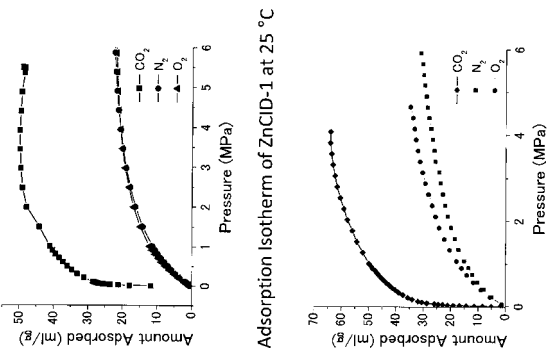 Amount Adsorbed (ml/g)
50
40
30
20
10
0
CO₂
N₂
O₂
0 1 2 3 4 5 6
Pressure (MPa)
Adsorption Isotherm of ZnCID-1 at 25 °C
Amount Adsorbed (ml/g)
70
60
50
40
30
20
10
0
CO₂
N₂
O₂
0 2 4 6
Pressure (MPa)